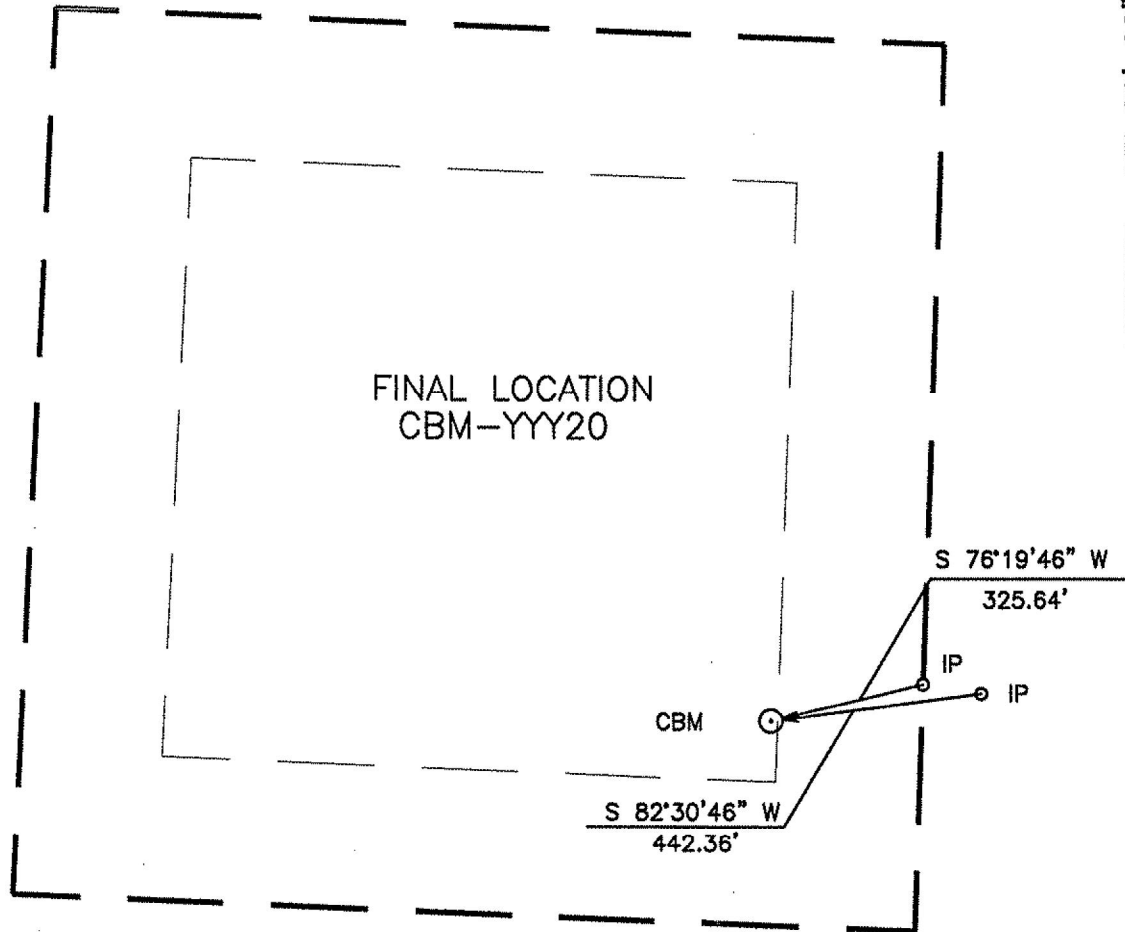 FINAL LOCATION
CBM-YYY20
S 76°19'46" W
325.64'
IP
IP
CBM
S 82°30'46" W
442.36'